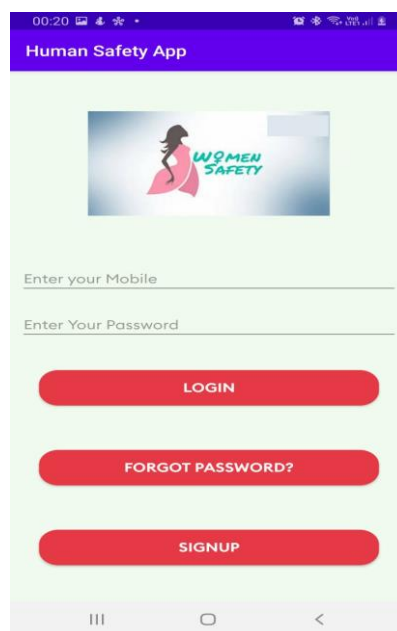 00:20
Human Safety App
WOMEN
SAFETY
Enter your Mobile
Enter Your Password
LOGIN
FORGOT PASSWORD?
SIGNUP